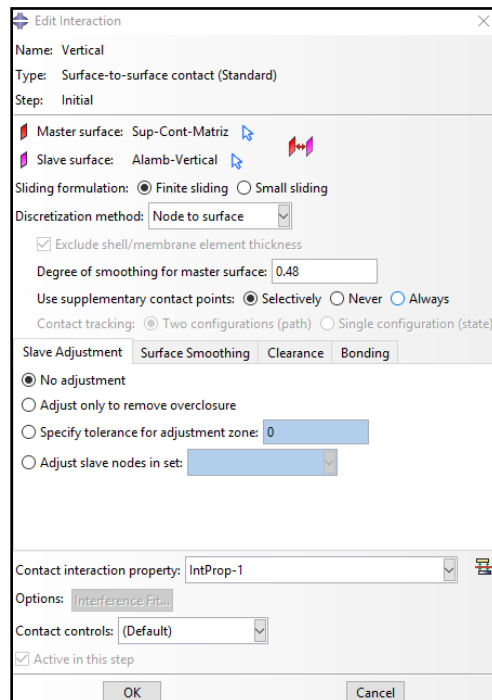 Edit Interaction
Name: Vertical
Type: Surface-to-surface contact (Standard)
Step: Initial
Master surface: Sup-Cont-Matriz
Slave surface: Alamb-Vertical
Sliding formulation: Finite sliding Small sliding
Discretization method: Node to surface
Exclude shell/membrane element thickness
Degree of smoothing for master surface: 0.48
Use supplementary contact points: Selectively Never Always
Contact tracking: Two configurations (path) Single configuration (state)
Slave Adjustment Surface Smoothing Clearance Bonding
No adjustment
Adjust only to remove overclosure
Specify tolerance for adjustment zone: 0
Adjust slave nodes in set:
Contact interaction property: IntProp-1
Options: Interference Fit...
Contact controls: (Default)
Active in this step
OK Cancel